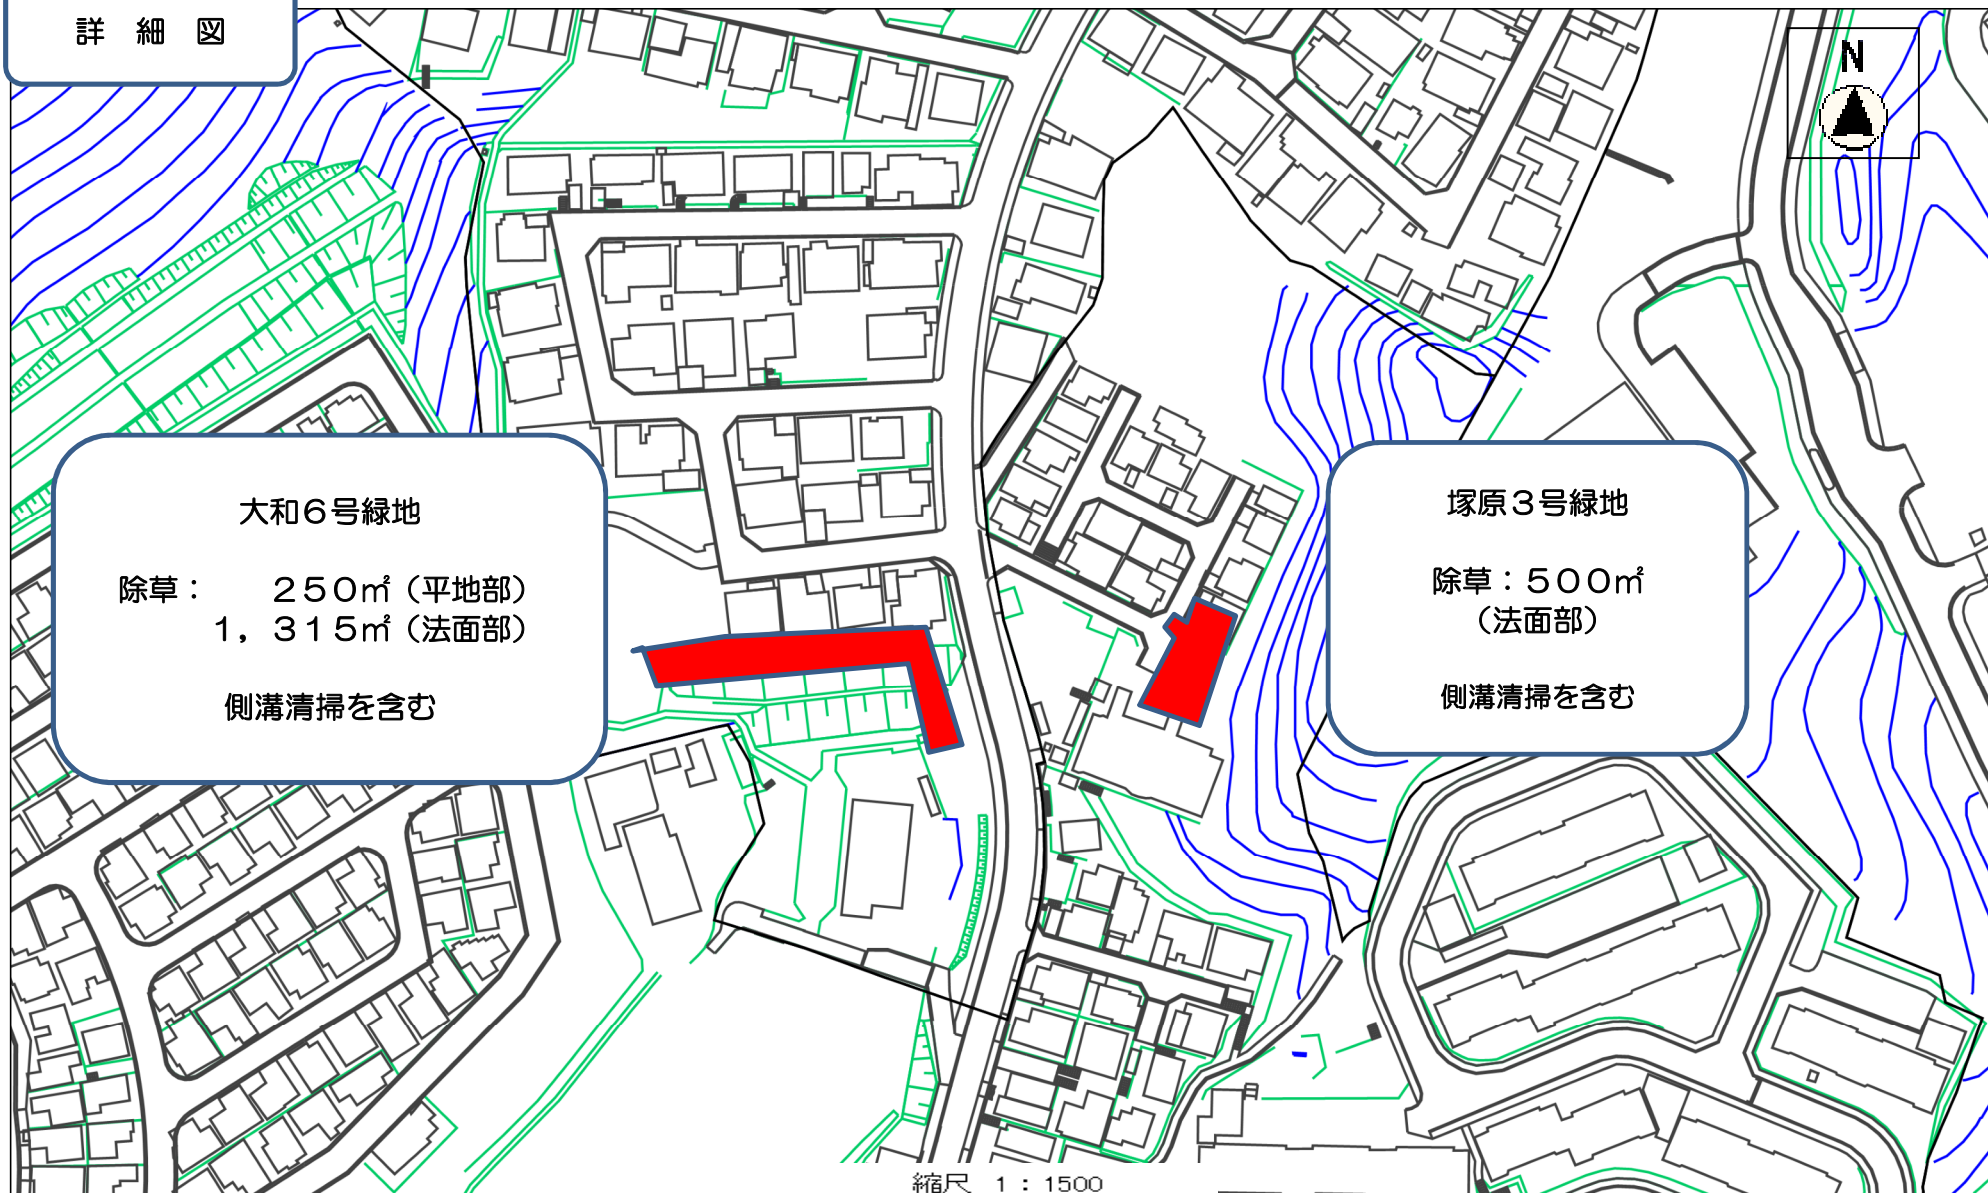 詳 細 図
N
大和6号緑地
除草： 250㎡（平地部）
1，315㎡（法面部）
側溝清掃を含む
塚原3号緑地
除草：500㎡
（法面部）
側溝清掃を含む
縮尺 1：1500